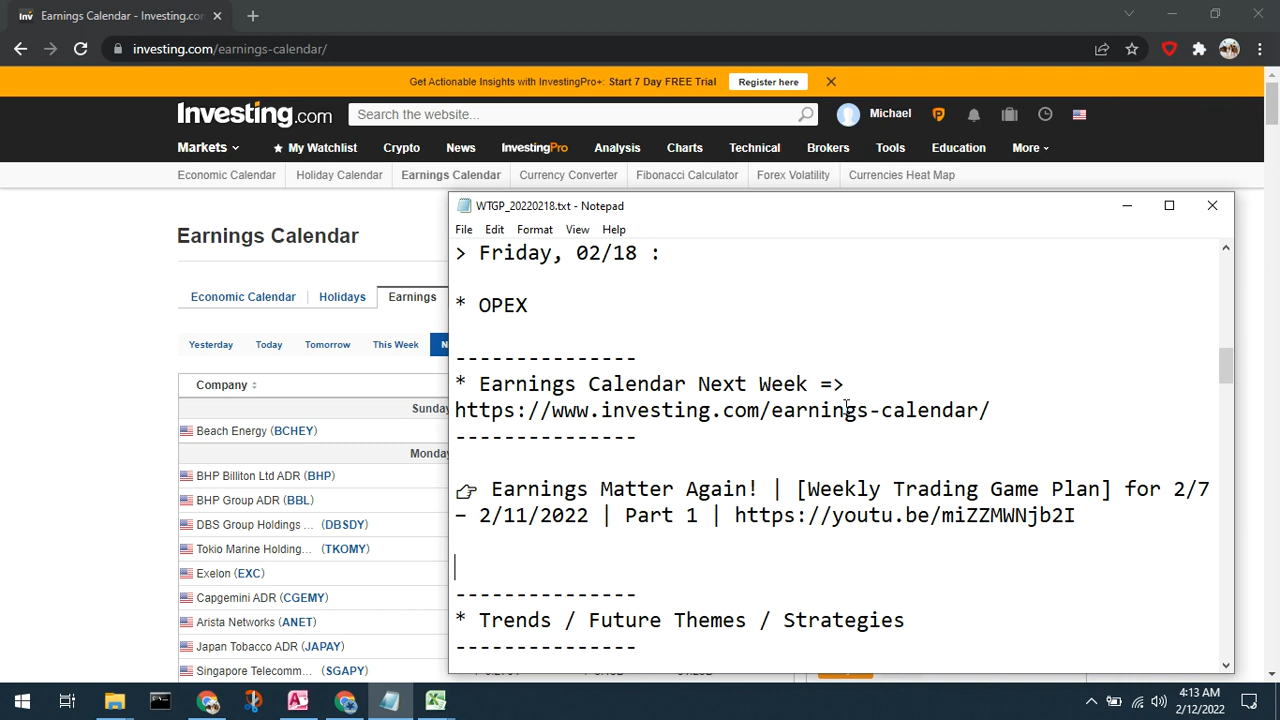 Earnings Calendar - Investing.com
investing.com/earnings-calendar/
Get Actionable Insights with InvestingPro+: Start 7 Day FREE Trial Register here
Investing.com Search the website... Michael
Markets My Watchlist Crypto News InvestingPro Analysis Charts Technical Brokers Tools Education More
Economic Calendar Holiday Calendar Earnings Calendar Currency Converter Fibonacci Calculator Forex Volatility Currencies Heat Map
Earnings Calendar
Economic Calendar Holidays Earnings
Yesterday Today Tomorrow This Week N
Company
Sunday
Beach Energy (BCHEY)
Monday
BHP Billiton Ltd ADR (BHP)
BHP Group ADR (BBL)
DBS Group Holdings ... (DBSDY)
Tokio Marine Holding... (TKOMY)
Exelon (EXC)
Capgemini ADR (CGEMY)
Arista Networks (ANET)
Japan Tobacco ADR (JAPAY)
Singapore Telecomm... (SGAPY)
WTGP_20220218.txt - Notepad
File Edit Format View Help
> Friday, 02/18 :
* OPEX
---------------
* Earnings Calendar Next Week =>
https://www.investing.com/earnings-calendar/
---------------
👉 Earnings Matter Again! | [Weekly Trading Game Plan] for 2/7
– 2/11/2022 | Part 1 | https://youtu.be/miZZMWNjb2I
---------------
* Trends / Future Themes / Strategies
---------------
4:13 AM
2/12/2022